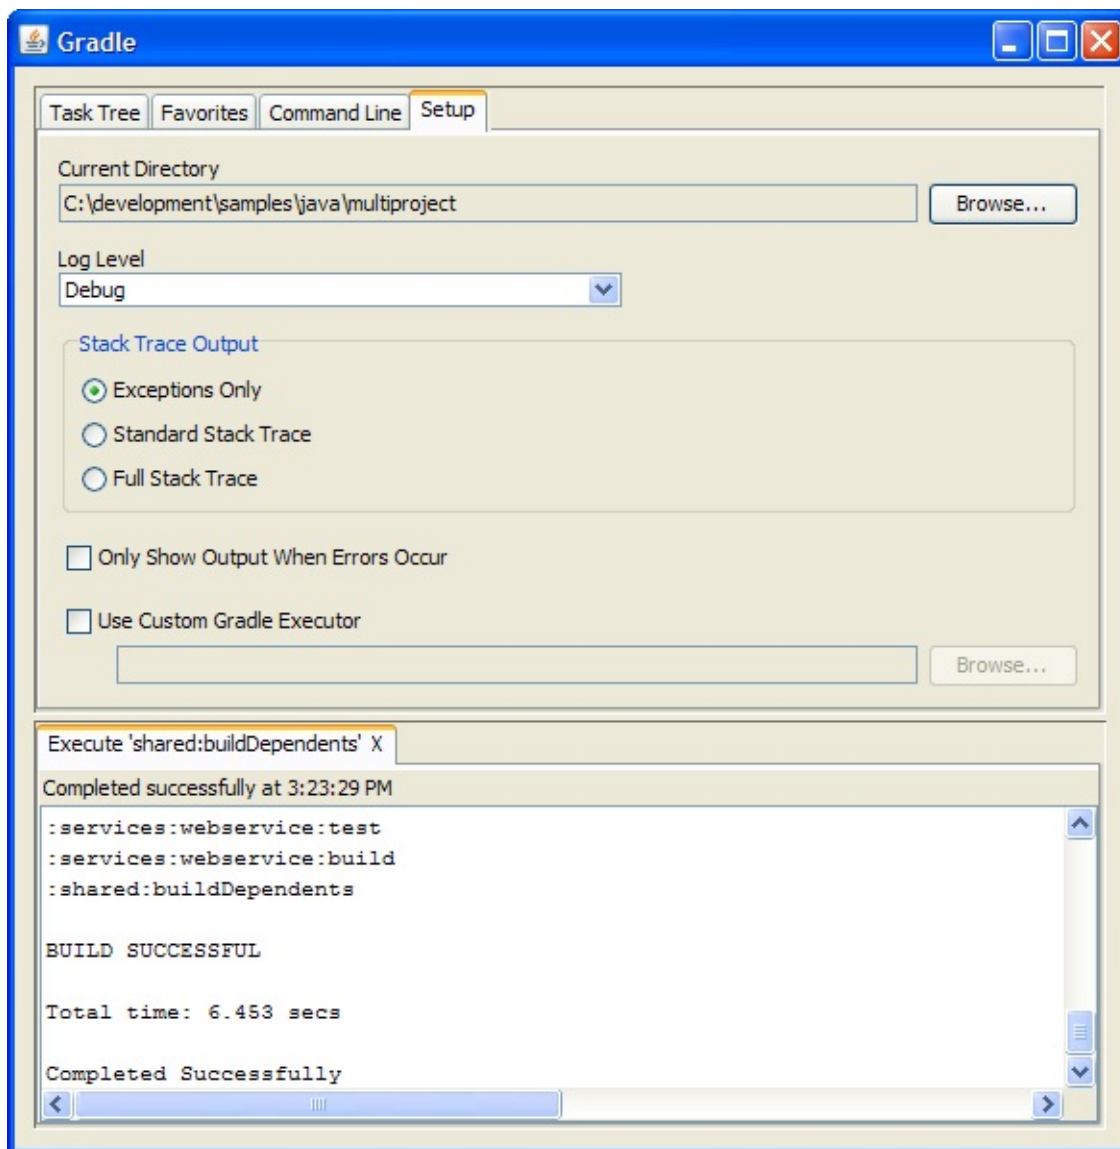 Gradle
Task Tree Favorites Command Line Setup
Current Directory
C:\development\samples\java\multiproject Browse...
Log Level
Debug
Stack Trace Output
Exceptions Only
Standard Stack Trace
Full Stack Trace
Only Show Output When Errors Occur
Use Custom Gradle Executor
Browse...
Execute 'shared:buildDependents' X
Completed successfully at 3:23:29 PM
:services:webservice:test
:services:webservice:build
:shared:buildDependents
BUILD SUCCESSFUL
Total time: 6.453 secs
Completed Successfully